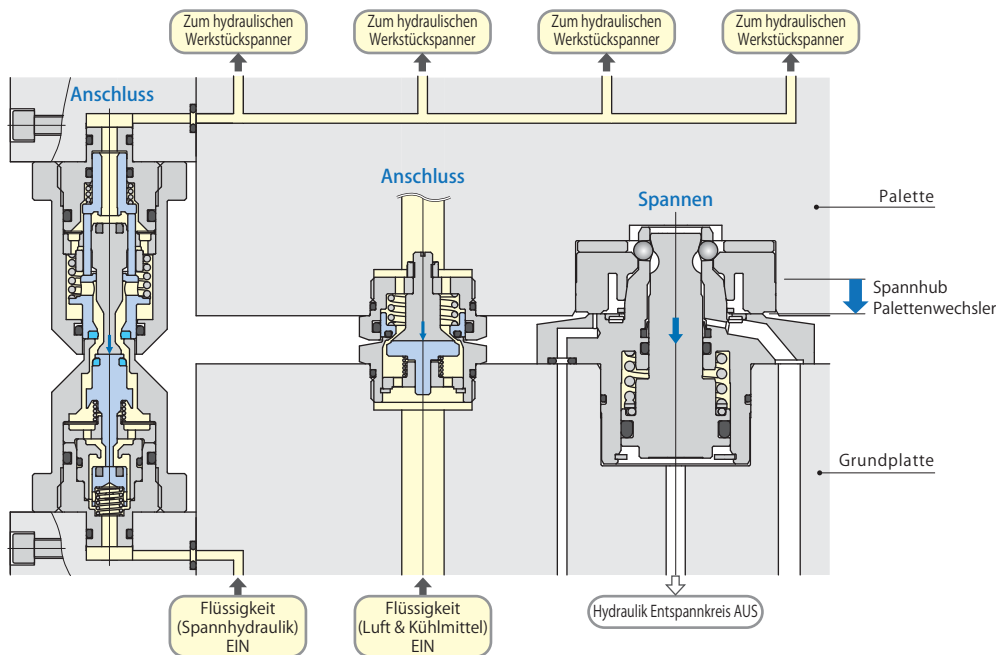 Zum hydraulischen
Werkstückspanner
Zum hydraulischen
Werkstückspanner
Zum hydraulischen
Werkstückspanner
Zum hydraulischen
Werkstückspanner
Anschluss
Anschluss
Spannen
Palette
Spannhub
Palettenwechsler
Grundplatte
Flüssigkeit
(Spannhydraulik)
EIN
Flüssigkeit
(Luft & Kühlmittel)
EIN
Hydraulik Entspannkreis AUS